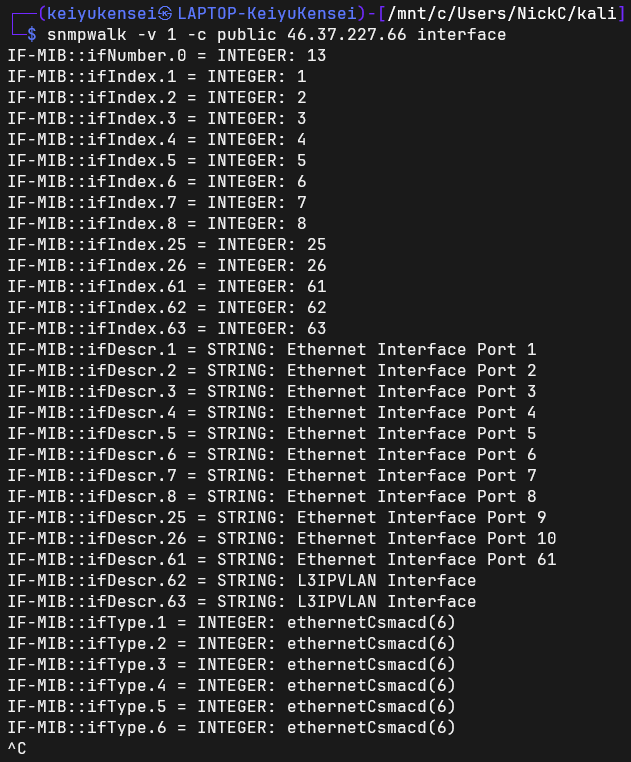 ┌──(keiyukensei㉿LAPTOP-KeiyuKensei)-[/mnt/c/Users/NickC/kali]
└─$ snmpwalk -v 1 -c public 46.37.227.66 interface
IF-MIB::ifNumber.0 = INTEGER: 13
IF-MIB::ifIndex.1 = INTEGER: 1
IF-MIB::ifIndex.2 = INTEGER: 2
IF-MIB::ifIndex.3 = INTEGER: 3
IF-MIB::ifIndex.4 = INTEGER: 4
IF-MIB::ifIndex.5 = INTEGER: 5
IF-MIB::ifIndex.6 = INTEGER: 6
IF-MIB::ifIndex.7 = INTEGER: 7
IF-MIB::ifIndex.8 = INTEGER: 8
IF-MIB::ifIndex.25 = INTEGER: 25
IF-MIB::ifIndex.26 = INTEGER: 26
IF-MIB::ifIndex.61 = INTEGER: 61
IF-MIB::ifIndex.62 = INTEGER: 62
IF-MIB::ifIndex.63 = INTEGER: 63
IF-MIB::ifDescr.1 = STRING: Ethernet Interface Port 1
IF-MIB::ifDescr.2 = STRING: Ethernet Interface Port 2
IF-MIB::ifDescr.3 = STRING: Ethernet Interface Port 3
IF-MIB::ifDescr.4 = STRING: Ethernet Interface Port 4
IF-MIB::ifDescr.5 = STRING: Ethernet Interface Port 5
IF-MIB::ifDescr.6 = STRING: Ethernet Interface Port 6
IF-MIB::ifDescr.7 = STRING: Ethernet Interface Port 7
IF-MIB::ifDescr.8 = STRING: Ethernet Interface Port 8
IF-MIB::ifDescr.25 = STRING: Ethernet Interface Port 9
IF-MIB::ifDescr.26 = STRING: Ethernet Interface Port 10
IF-MIB::ifDescr.61 = STRING: Ethernet Interface Port 61
IF-MIB::ifDescr.62 = STRING: L3IPVLAN Interface
IF-MIB::ifDescr.63 = STRING: L3IPVLAN Interface
IF-MIB::ifType.1 = INTEGER: ethernetCsmacd(6)
IF-MIB::ifType.2 = INTEGER: ethernetCsmacd(6)
IF-MIB::ifType.3 = INTEGER: ethernetCsmacd(6)
IF-MIB::ifType.4 = INTEGER: ethernetCsmacd(6)
IF-MIB::ifType.5 = INTEGER: ethernetCsmacd(6)
IF-MIB::ifType.6 = INTEGER: ethernetCsmacd(6)
^C